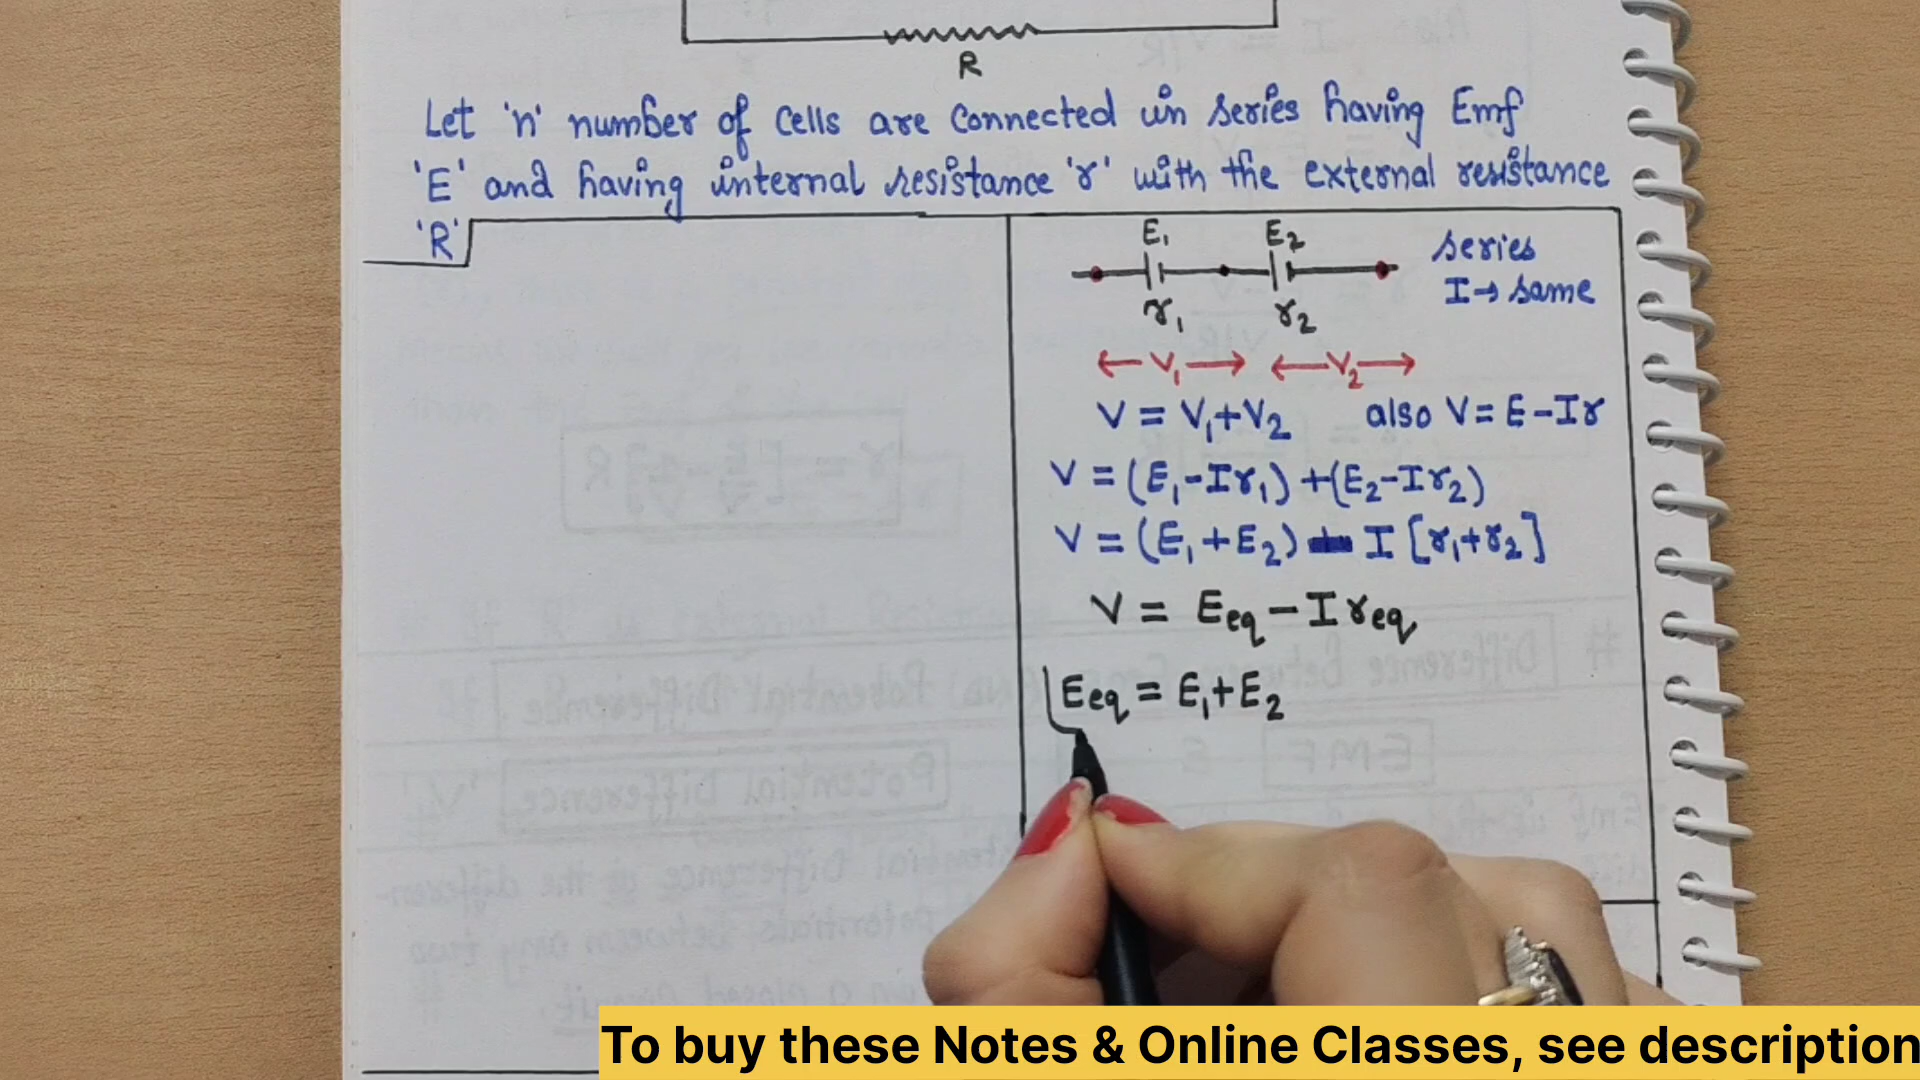 R
Let 'n' number of cells are connected in series having Emf
'E' and having internal resistance 'r' with the external resistance
'R'
E₁ E₂
r₁ r₂
series
I→ same
V₁ V₂
V = V₁+V₂ also V = E-Ir
V = (E₁-Ir₁) +(E₂-Ir₂)
V = (E₁+E₂) - I [r₁+r₂]
V = Eeq - I req
Eeq = E₁+E₂
To buy these Notes & Online Classes, see description